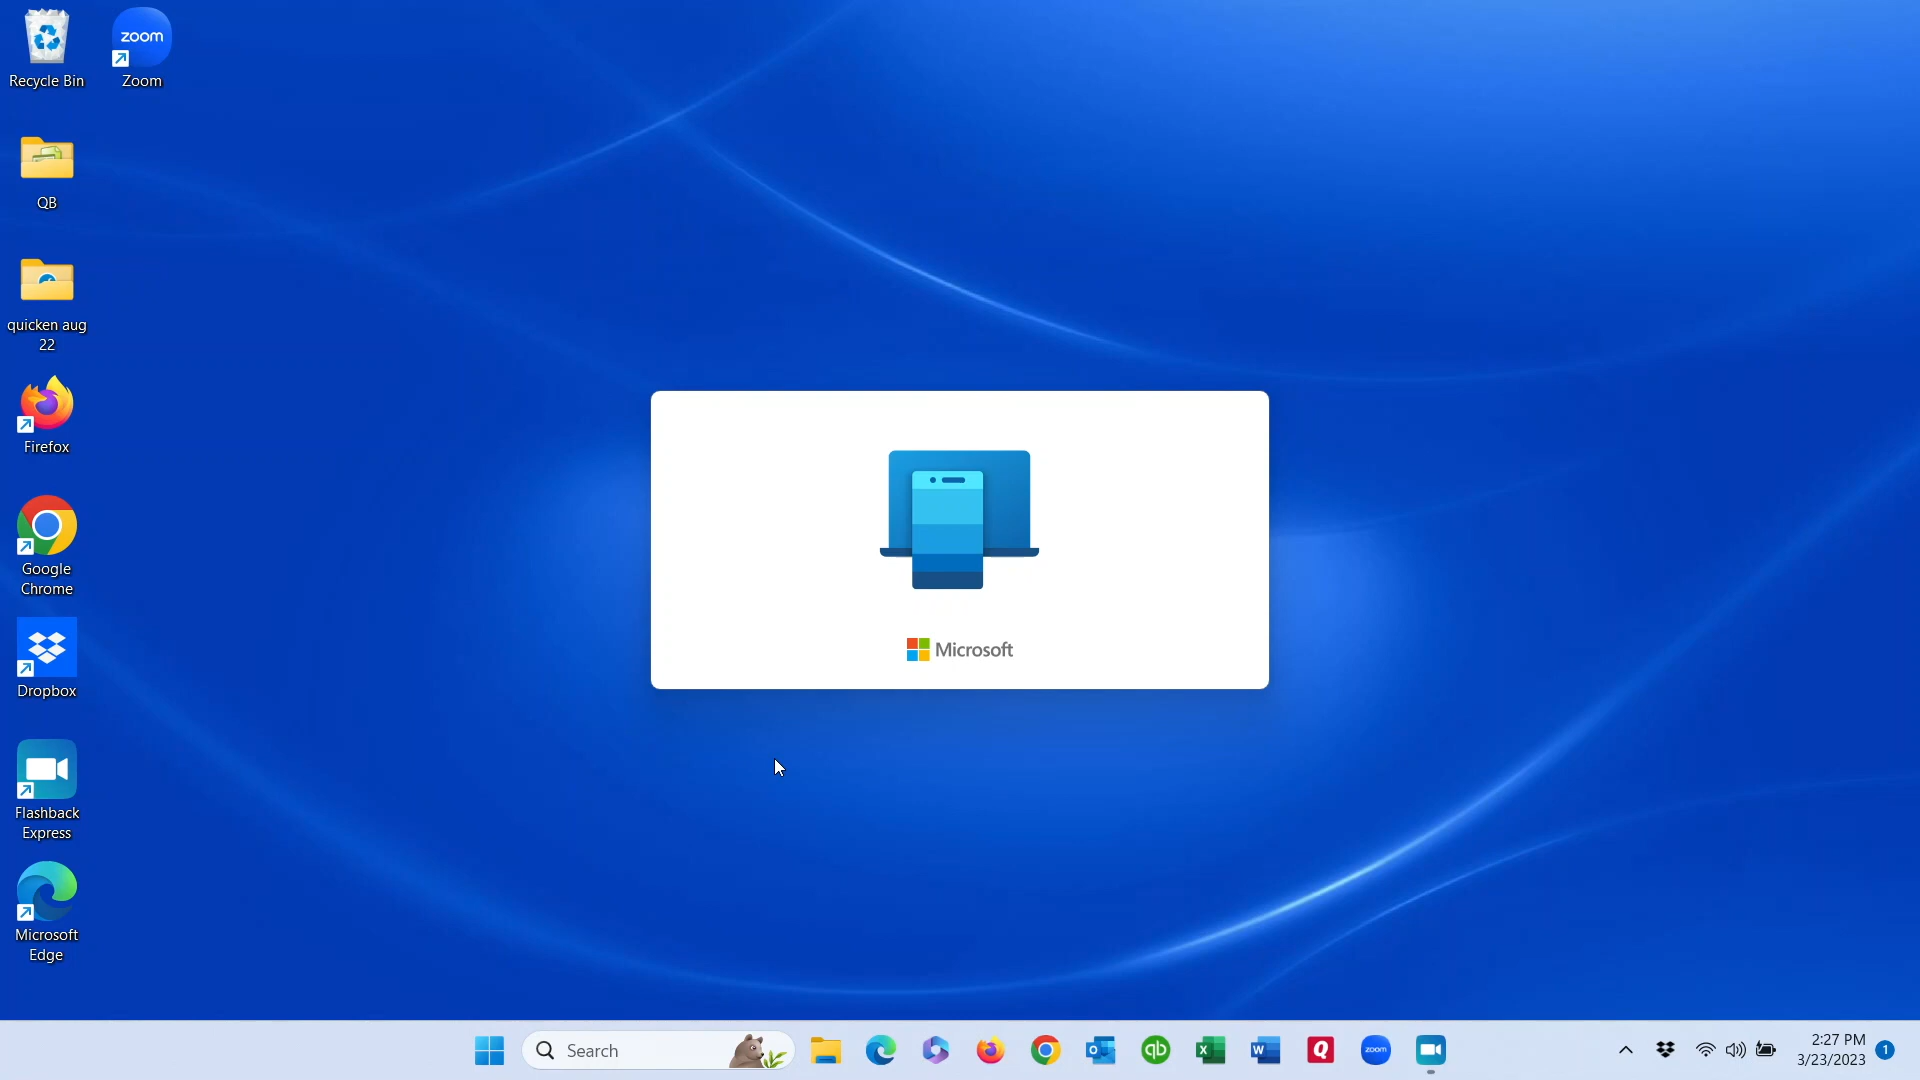 zoom
Recycle Bin
Zoom
QB
quicken aug
22
Firefox
Google
Chrome
Dropbox
Flashback
Express
Microsoft
Edge
Microsoft
Search
zoom
2:27 PM
3/23/2023
1